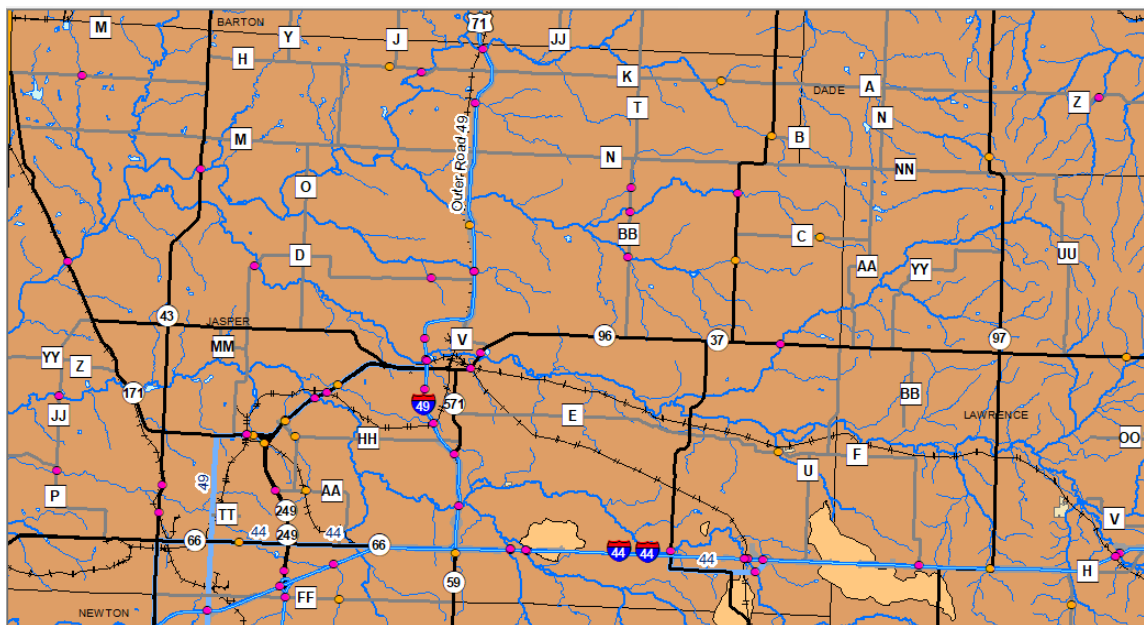 M
BARTON
Y
J
71
JJ
H
K
A
DADE
Z
T
N
M
B
Outer Road 49
N
NN
O
BB
C
D
AA
YY
UU
43
JASPER
96
37
97
V
MM
YY
Z
171
49
571
JJ
E
BB
LAWRENCE
HH
OO
F
U
49
P
AA
249
TT
V
66
44
249
44
66
44
44
44
H
59
FF
NEWTON